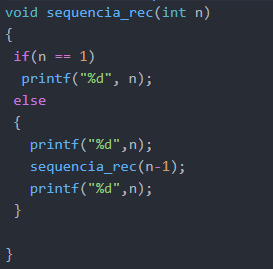 void sequencia_rec(int n)
{
if(n == 1)
printf("%d", n);
else
{
printf("%d",n);
sequencia_rec(n-1);
printf("%d",n);
}
}